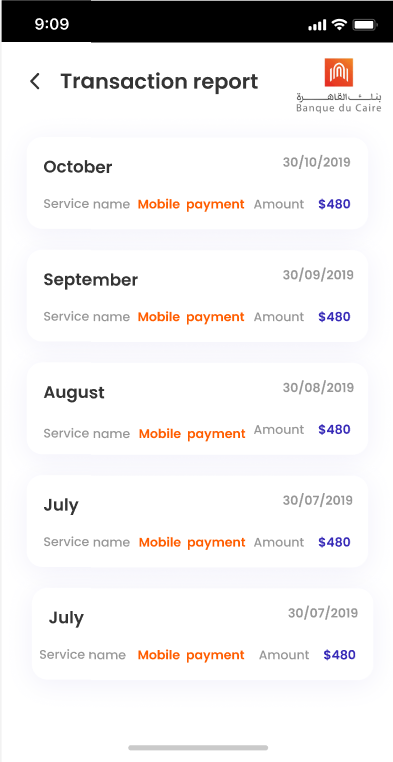 9:09
Transaction report
بنك القاهرة
Banque du Caire
October
30/10/2019
Service name Mobile payment Amount $480
September
30/09/2019
Service name Mobile payment Amount $480
August
30/08/2019
Service name Mobile payment Amount $480
July
30/07/2019
Service name Mobile payment Amount $480
July
30/07/2019
Service name Mobile payment Amount $480